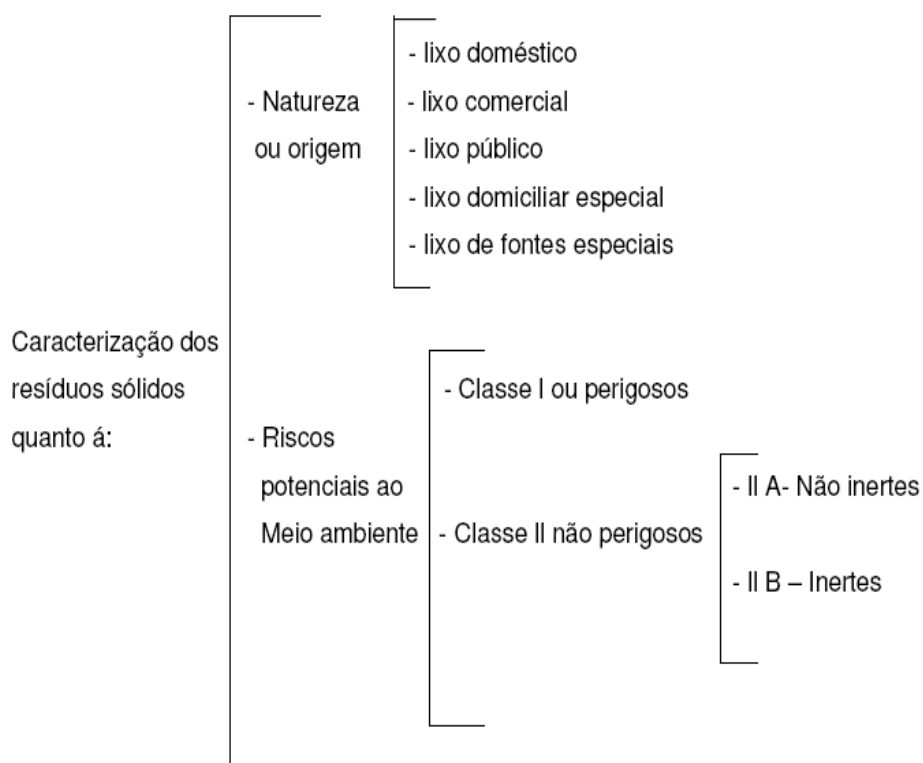 Caracterização dos
resíduos sólidos
quanto á:
- Natureza
ou origem
- lixo doméstico
- lixo comercial
- lixo público
- lixo domiciliar especial
- lixo de fontes especiais
- Riscos
potenciais ao
Meio ambiente
- Classe I ou perigosos
- Classe II não perigosos
- II A- Não inertes
- II B – Inertes